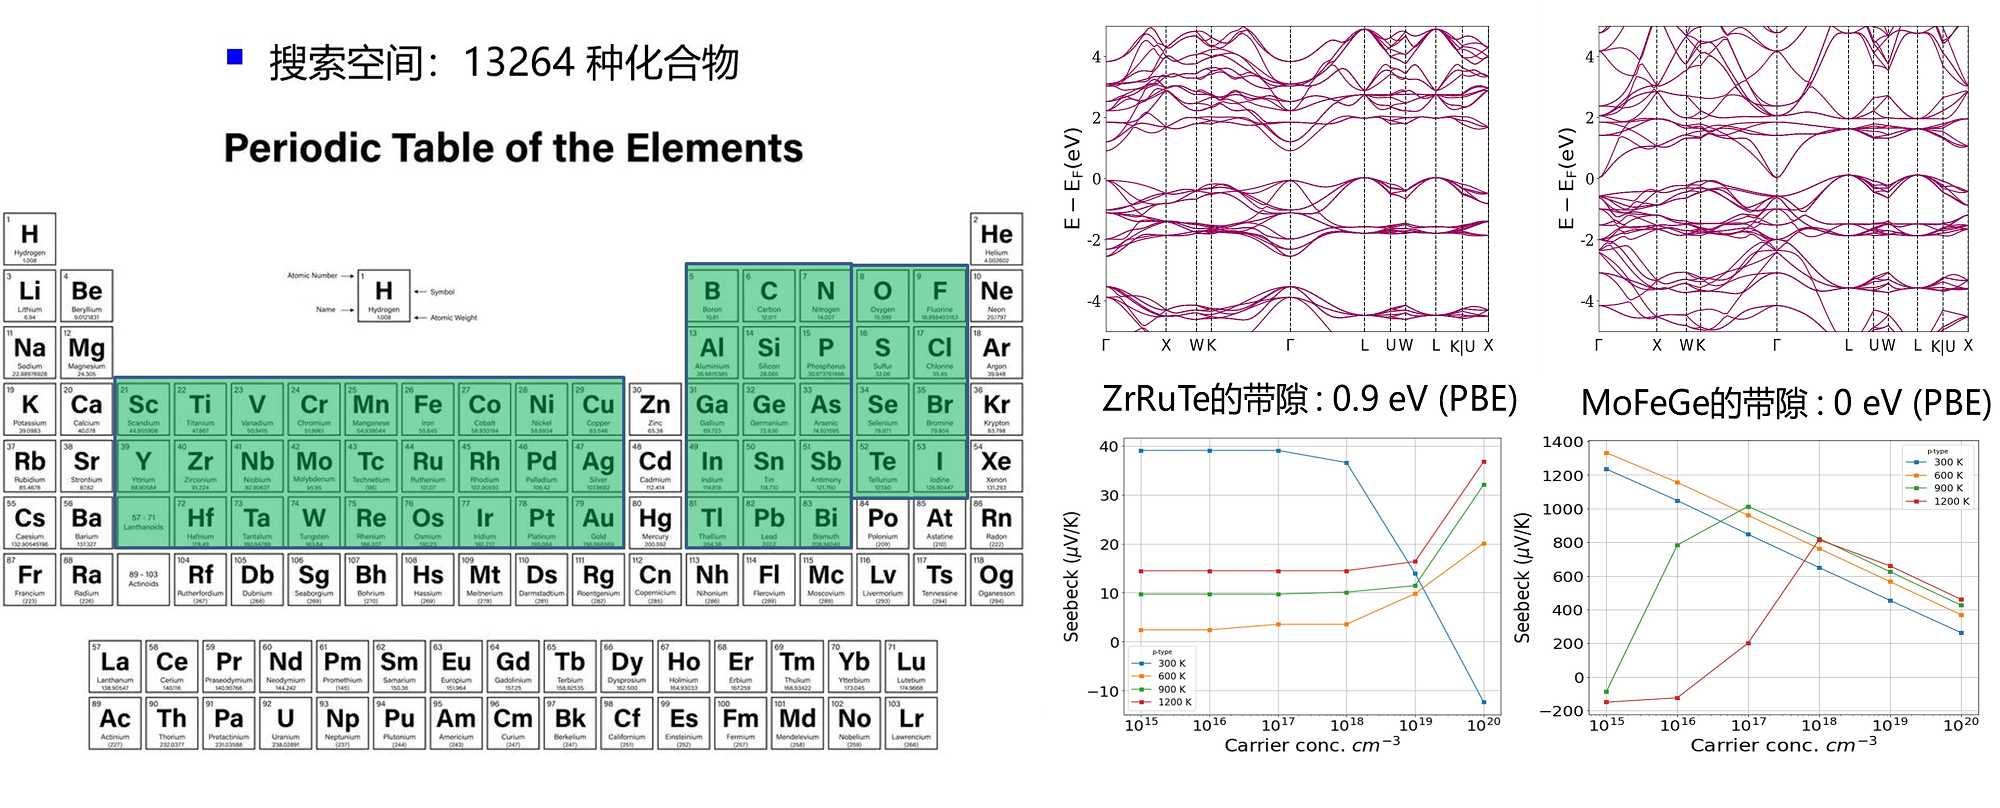 ■ 搜索空间：13264 种化合物
Periodic Table of the Elements
1 H Hydrogen 1.008
2 He Helium 4.002602
3 Li Lithium 6.94
4 Be Beryllium 9.0121831
Atomic Number
1 H Hydrogen 1.008
Symbol
Name
Atomic Weight
5 B Boron 10.81
6 C Carbon 12.011
7 N Nitrogen 14.007
8 O Oxygen 15.999
9 F Fluorine 18.998403163
10 Ne Neon 20.1797
11 Na Sodium 22.98976928
12 Mg Magnesium 24.305
13 Al Aluminium 26.9815385
14 Si Silicon 28.085
15 P Phosphorus 30.973761998
16 S Sulfur 32.06
17 Cl Chlorine 35.45
18 Ar Argon 39.948
19 K Potassium 39.0983
20 Ca Calcium 40.078
21 Sc Scandium 44.955908
22 Ti Titanium 47.867
23 V Vanadium 50.9415
24 Cr Chromium 51.9961
25 Mn Manganese 54.938044
26 Fe Iron 55.845
27 Co Cobalt 58.933194
28 Ni Nickel 58.6934
29 Cu Copper 63.546
30 Zn Zinc 65.38
31 Ga Gallium 69.723
32 Ge Germanium 72.630
33 As Arsenic 74.921595
34 Se Selenium 78.971
35 Br Bromine 79.904
36 Kr Krypton 83.798
37 Rb Rubidium 85.4678
38 Sr Strontium 87.62
39 Y Yttrium 88.90584
40 Zr Zirconium 91.224
41 Nb Niobium 92.90637
42 Mo Molybdenum 95.95
43 Tc Technetium (98)
44 Ru Ruthenium 101.07
45 Rh Rhodium 102.90550
46 Pd Palladium 106.42
47 Ag Silver 107.8682
48 Cd Cadmium 112.414
49 In Indium 114.818
50 Sn Tin 118.710
51 Sb Antimony 121.760
52 Te Tellurium 127.60
53 I Iodine 126.90447
54 Xe Xenon 131.293
55 Cs Caesium 132.90545196
56 Ba Barium 137.327
57 - 71 Lanthanoids
72 Hf Hafnium 178.49
73 Ta Tantalum 180.94788
74 W Tungsten 183.84
75 Re Rhenium 186.207
76 Os Osmium 190.23
77 Ir Iridium 192.217
78 Pt Platinum 195.084
79 Au Gold 196.966569
80 Hg Mercury 200.592
81 Tl Thallium 204.38
82 Pb Lead 207.2
83 Bi Bismuth 208.98040
84 Po Polonium (209)
85 At Astatine (210)
86 Rn Radon (222)
87 Fr Francium (223)
88 Ra Radium (226)
89 - 103 Actinoids
104 Rf Rutherfordium (267)
105 Db Dubnium (268)
106 Sg Seaborgium (269)
107 Bh Bohrium (270)
108 Hs Hassium (269)
109 Mt Meitnerium (278)
110 Ds Darmstadtium (281)
111 Rg Roentgenium (282)
112 Cn Copernicium (285)
113 Nh Nihonium (286)
114 Fl Flerovium (289)
115 Mc Moscovium (289)
116 Lv Livermorium (293)
117 Ts Tennessine (294)
118 Og Oganesson (294)
57 La Lanthanum 138.90547
58 Ce Cerium 140.116
59 Pr Praseodymium 140.90766
60 Nd Neodymium 144.242
61 Pm Promethium (145)
62 Sm Samarium 150.36
63 Eu Europium 151.964
64 Gd Gadolinium 157.25
65 Tb Terbium 158.92535
66 Dy Dysprosium 162.500
67 Ho Holmium 164.93033
68 Er Erbium 167.259
69 Tm Thulium 168.93422
70 Yb Ytterbium 173.045
71 Lu Lutetium 174.9668
89 Ac Actinium (227)
90 Th Thorium 232.0377
91 Pa Protactinium 231.03588
92 U Uranium 238.02891
93 Np Neptunium (237)
94 Pu Plutonium (244)
95 Am Americium (243)
96 Cm Curium (247)
97 Bk Berkelium (247)
98 Cf Californium (251)
99 Es Einsteinium (252)
100 Fm Fermium (257)
101 Md Mendelevium (258)
102 No Nobelium (259)
103 Lr Lawrencium (266)
E − E_F(eV)
4
2
0
-2
-4
Γ X W K Γ L U W L K|U X
ZrRuTe的带隙 : 0.9 eV (PBE)
E − E_F(eV)
4
2
0
-2
-4
Γ X W K Γ L U W L K|U X
MoFeGe的带隙 : 0 eV (PBE)
Seebeck (μV/K)
40
30
20
10
0
−10
p-type
300 K
600 K
900 K
1200 K
10¹⁵ 10¹⁶ 10¹⁷ 10¹⁸ 10¹⁹ 10²⁰
Carrier conc. cm⁻³
Seebeck (μV/K)
1400
1200
1000
800
600
400
200
0
−200
p-type
300 K
600 K
900 K
1200 K
10¹⁵ 10¹⁶ 10¹⁷ 10¹⁸ 10¹⁹ 10²⁰
Carrier conc. cm⁻³